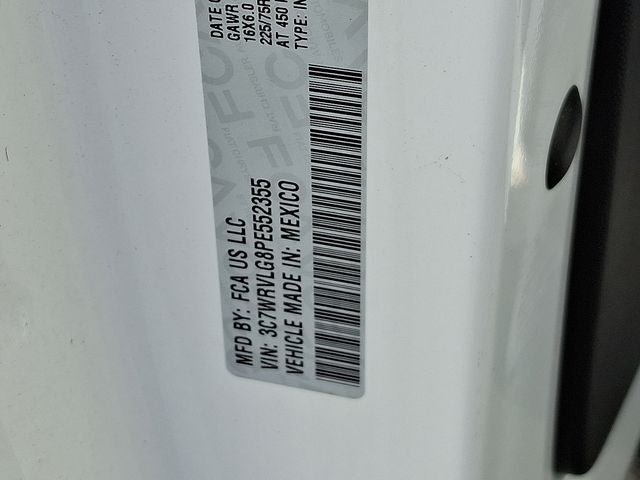 MFD BY: FCA US LLC
VIN: 3C7WRVLG8PE552355
VEHICLE MADE IN: MEXICO
DATE O
GAWR
16X6.0
225/75R
AT 450
TYPE: IN